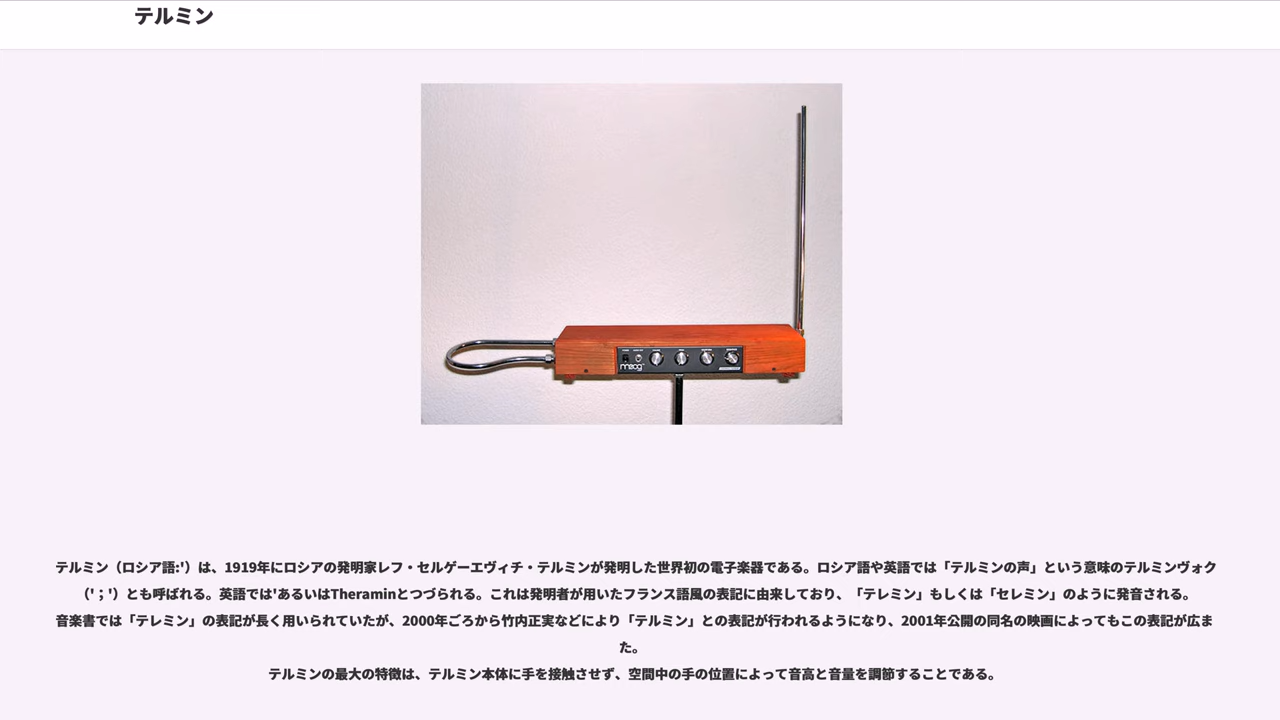 テルミン
moog
テルミン（ロシア語:'）は、1919年にロシアの発明家レフ・セルゲーエヴィチ・テルミンが発明した世界初の電子楽器である。ロシア語や英語では「テルミンの声」という意味のテルミンヴォク
（'；'）とも呼ばれる。英語では'あるいはTheraminとつづられる。これは発明者が用いたフランス語風の表記に由来しており、「テレミン」もしくは「セレミン」のように発音される。
音楽書では「テレミン」の表記が長く用いられていたが、2000年ごろから竹内正実などにより「テルミン」との表記が行われるようになり、2001年公開の同名の映画によってもこの表記が広ま
た。
テルミンの最大の特徴は、テルミン本体に手を接触させず、空間中の手の位置によって音高と音量を調節することである。